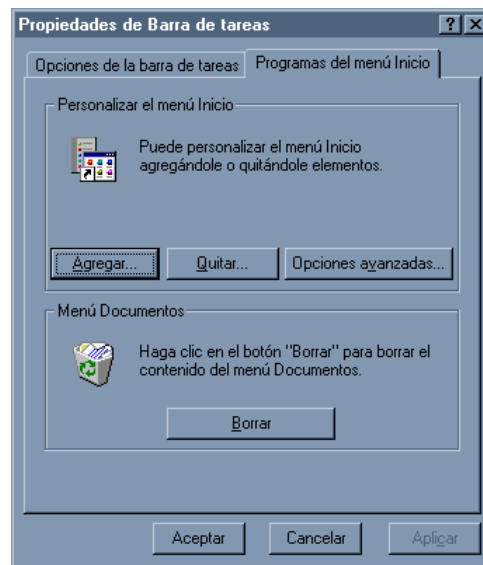 Propiedades de Barra de tareas
Opciones de la barra de tareas Programas del menú Inicio
Personalizar el menú Inicio
Puede personalizar el menú Inicio
agregándole o quitándole elementos.
Agregar... Quitar... Opciones avanzadas...
Menú Documentos
Haga clic en el botón "Borrar" para borrar el
contenido del menú Documentos.
Borrar
Aceptar Cancelar Aplicar